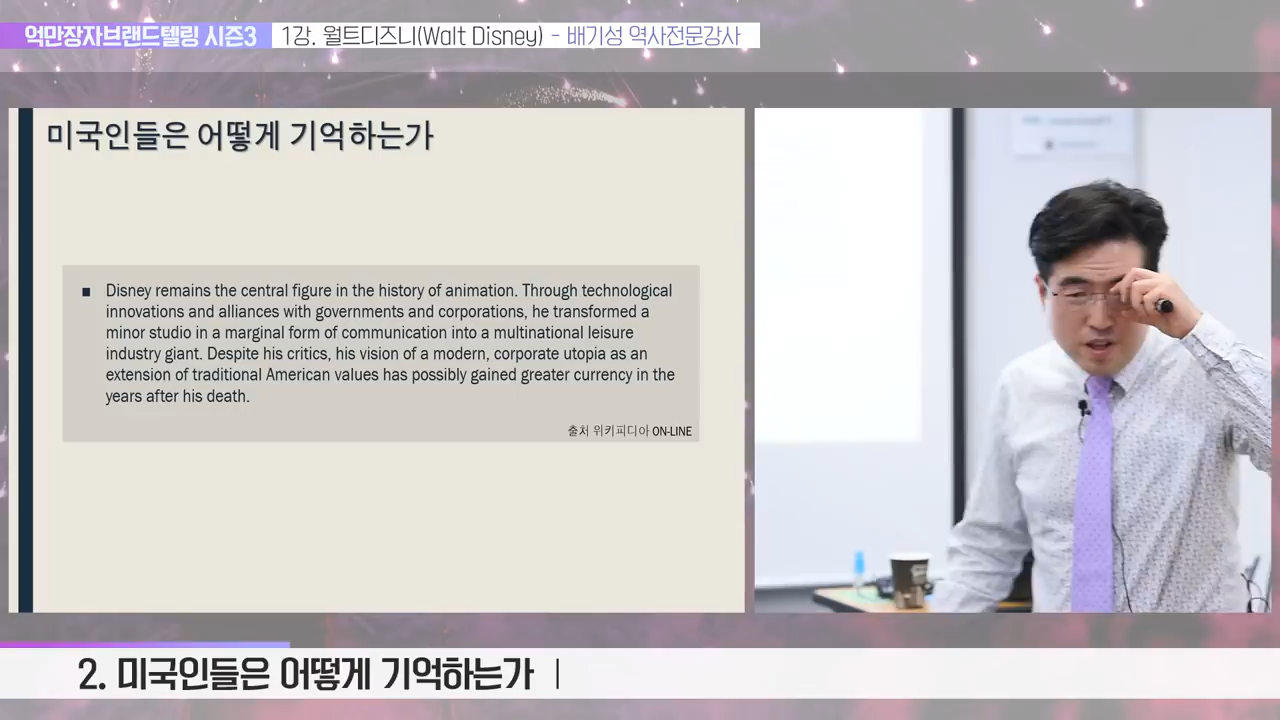 억만장자브랜드텔링 시즌3 1강. 월트디즈니(Walt Disney) - 배기성 역사전문강사
미국인들은 어떻게 기억하는가
■ Disney remains the central figure in the history of animation. Through technological
innovations and alliances with governments and corporations, he transformed a
minor studio in a marginal form of communication into a multinational leisure
industry giant. Despite his critics, his vision of a modern, corporate utopia as an
extension of traditional American values has possibly gained greater currency in the
years after his death.
출처 위키피디아 ON-LINE
2. 미국인들은 어떻게 기억하는가 |